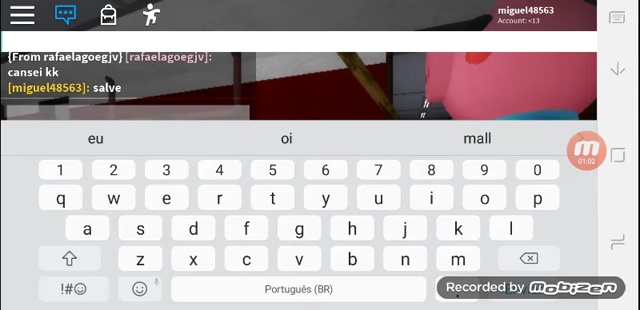 miguel48563
Account: <13
{From rafaelagoegjv} [rafaelagoegjv]:
cansei kk
[miguel48563]: salve
eu oi mall
1 2 3 4 5 6 7 8 9 0
q w e r t y u i o p
a s d f g h j k l
z x c v b n m
!#☺ Português (BR)
01:02
Recorded by Mobizen